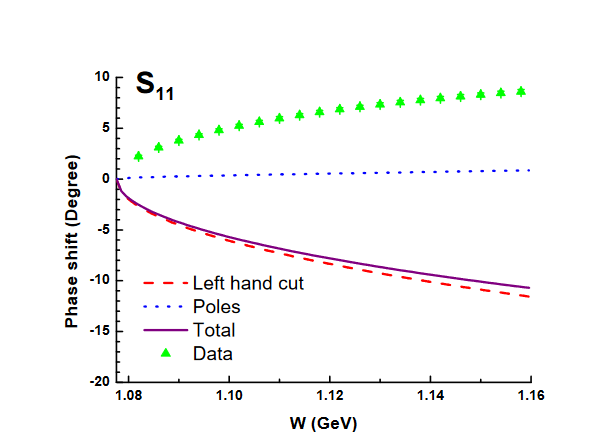 S11
10
5
0
-5
-10
-15
-20
Phase shift (Degree)
Left hand cut
Poles
Total
Data
1.08 1.10 1.12 1.14 1.16
W (GeV)